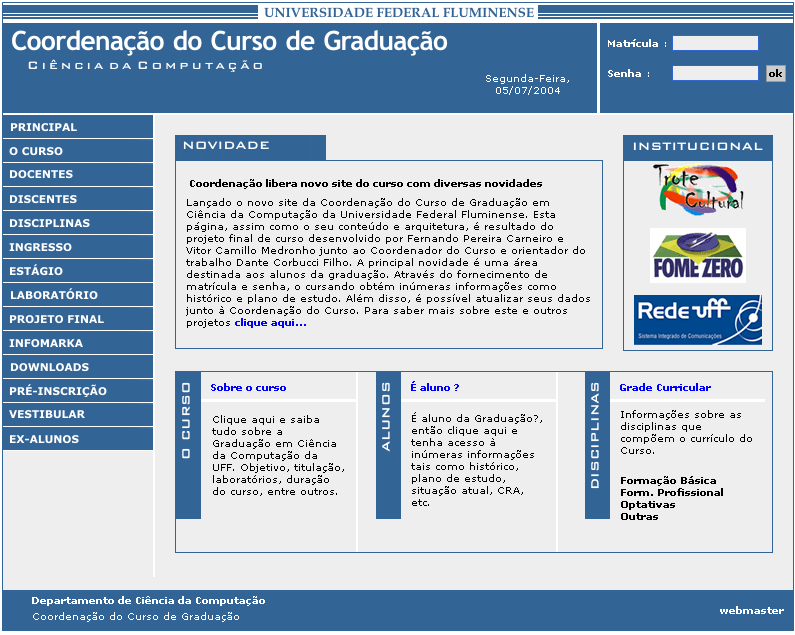 UNIVERSIDADE FEDERAL FLUMINENSE
Coordenação do Curso de Graduação
CIÊNCIA DA COMPUTAÇÃO
Segunda-Feira,
05/07/2004
Matrícula :
Senha :
ok
PRINCIPAL
O CURSO
DOCENTES
DISCENTES
DISCIPLINAS
INGRESSO
ESTÁGIO
LABORATÓRIO
PROJETO FINAL
INFOMARKA
DOWNLOADS
PRÉ-INSCRIÇÃO
VESTIBULAR
EX-ALUNOS
NOVIDADE
Coordenação libera novo site do curso com diversas novidades
Lançado o novo site da Coordenação do Curso de Graduação em
Ciência da Computação da Universidade Federal Fluminense. Esta
página, assim como o seu conteúdo e arquitetura, é resultado do
projeto final de curso desenvolvido por Fernando Pereira Carneiro e
Vitor Camillo Medronho junto ao Coordenador do Curso e orientador do
trabalho Dante Corbucci Filho. A principal novidade é uma área
destinada aos alunos da graduação. Através do fornecimento de
matrícula e senha, o cursando obtém inúmeras informações como
histórico e plano de estudo. Além disso, é possível atualizar seus dados
junto à Coordenação do Curso. Para saber mais sobre este e outros
projetos clique aqui...
INSTITUCIONAL
Trote
Cultural
FOME ZERO
Rede uff
Sistema Integrado de Comunicações
O CURSO
Sobre o curso
Clique aqui e saiba
tudo sobre a
Graduação em Ciência
da Computação da
UFF. Objetivo, titulação,
laboratórios, duração
do curso, entre outros.
ALUNOS
É aluno ?
É aluno da Graduação?,
então clique aqui e
tenha acesso à
inúmeras informações
tais como histórico,
plano de estudo,
situação atual, CRA,
etc.
DISCIPLINAS
Grade Curricular
Informações sobre as
disciplinas que
compõem o currículo do
Curso.
Formação Básica
Form. Profissional
Optativas
Outras
Departamento de Ciência da Computação
Coordenação do Curso de Graduação
webmaster